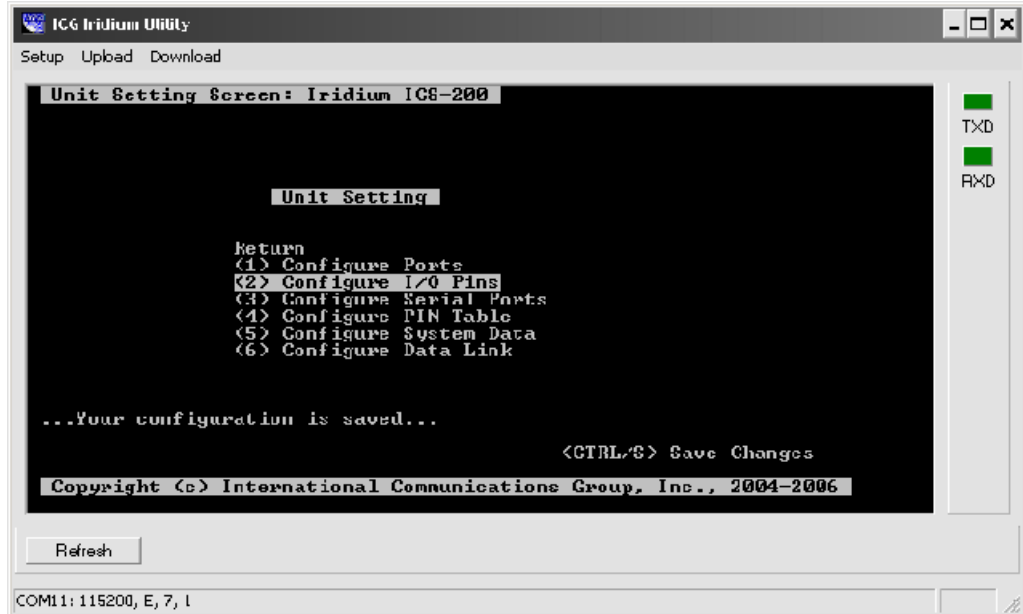 ICG Iridium Utility
Setup Upload Download
Unit Setting Screen: Iridium ICS-200
TXD
RXD
Unit Setting
Return
(1) Configure Ports
(2) Configure I/O Pins
(3) Configure Serial Ports
(4) Configure PIN Table
(5) Configure System Data
(6) Configure Data Link
...Your configuration is saved...
<CTRL/S> Save Changes
Copyright (c) International Communications Group, Inc., 2004-2006
Refresh
COM11: 115200, E, 7, 1